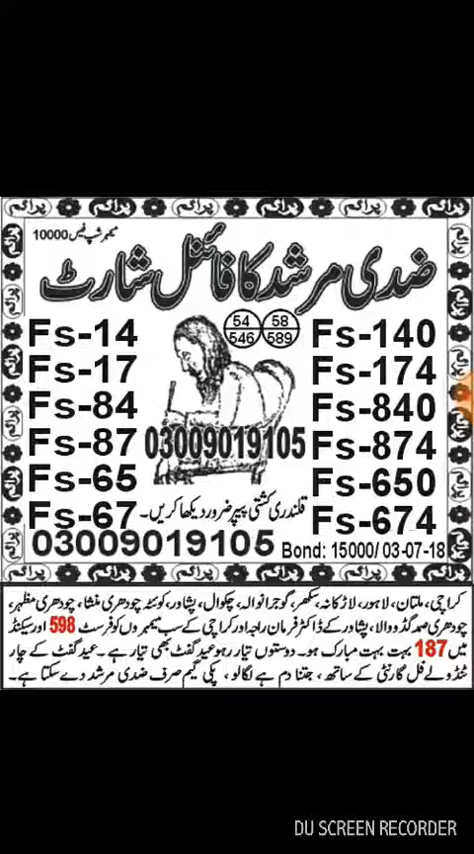 ممبرشپ فیس 10000
ضدی مرشد کا فائنل شارٹ
54 58
546 589
Fs-14 Fs-140
Fs-17 Fs-174
Fs-84 Fs-840
Fs-87 03009019105 Fs-874
Fs-65 Fs-650
Fs-67 قلندری کشتی پیپر ضرور دیکھا کریں۔ Fs-674
03009019105 Bond: 15000/ 03-07-18
کراچی، ملتان، لاہور، لاڑکانہ، سکھر، گوجرانوالہ، چکوال، پشاور، کوئٹہ چودھری منشا، چودھری مظہر،
چودھری صمد گڈو والا، پشاور کے ڈاکٹر فرمان راجہ اور کراچی کے سب ممبروں کو فرسٹ 598 اور سیکنڈ
میں 187 بہت بہت مبارک ہو۔ دوستوں تیار رہو عید گفٹ بھی تیار ہے۔ عید گفٹ کے چار
ٹنڈولے فل گارنٹی کے ساتھ، جتنا دم ہے لگالو، پکی گیم صرف ضدی مرشد دے سکتا ہے۔
DU SCREEN RECORDER